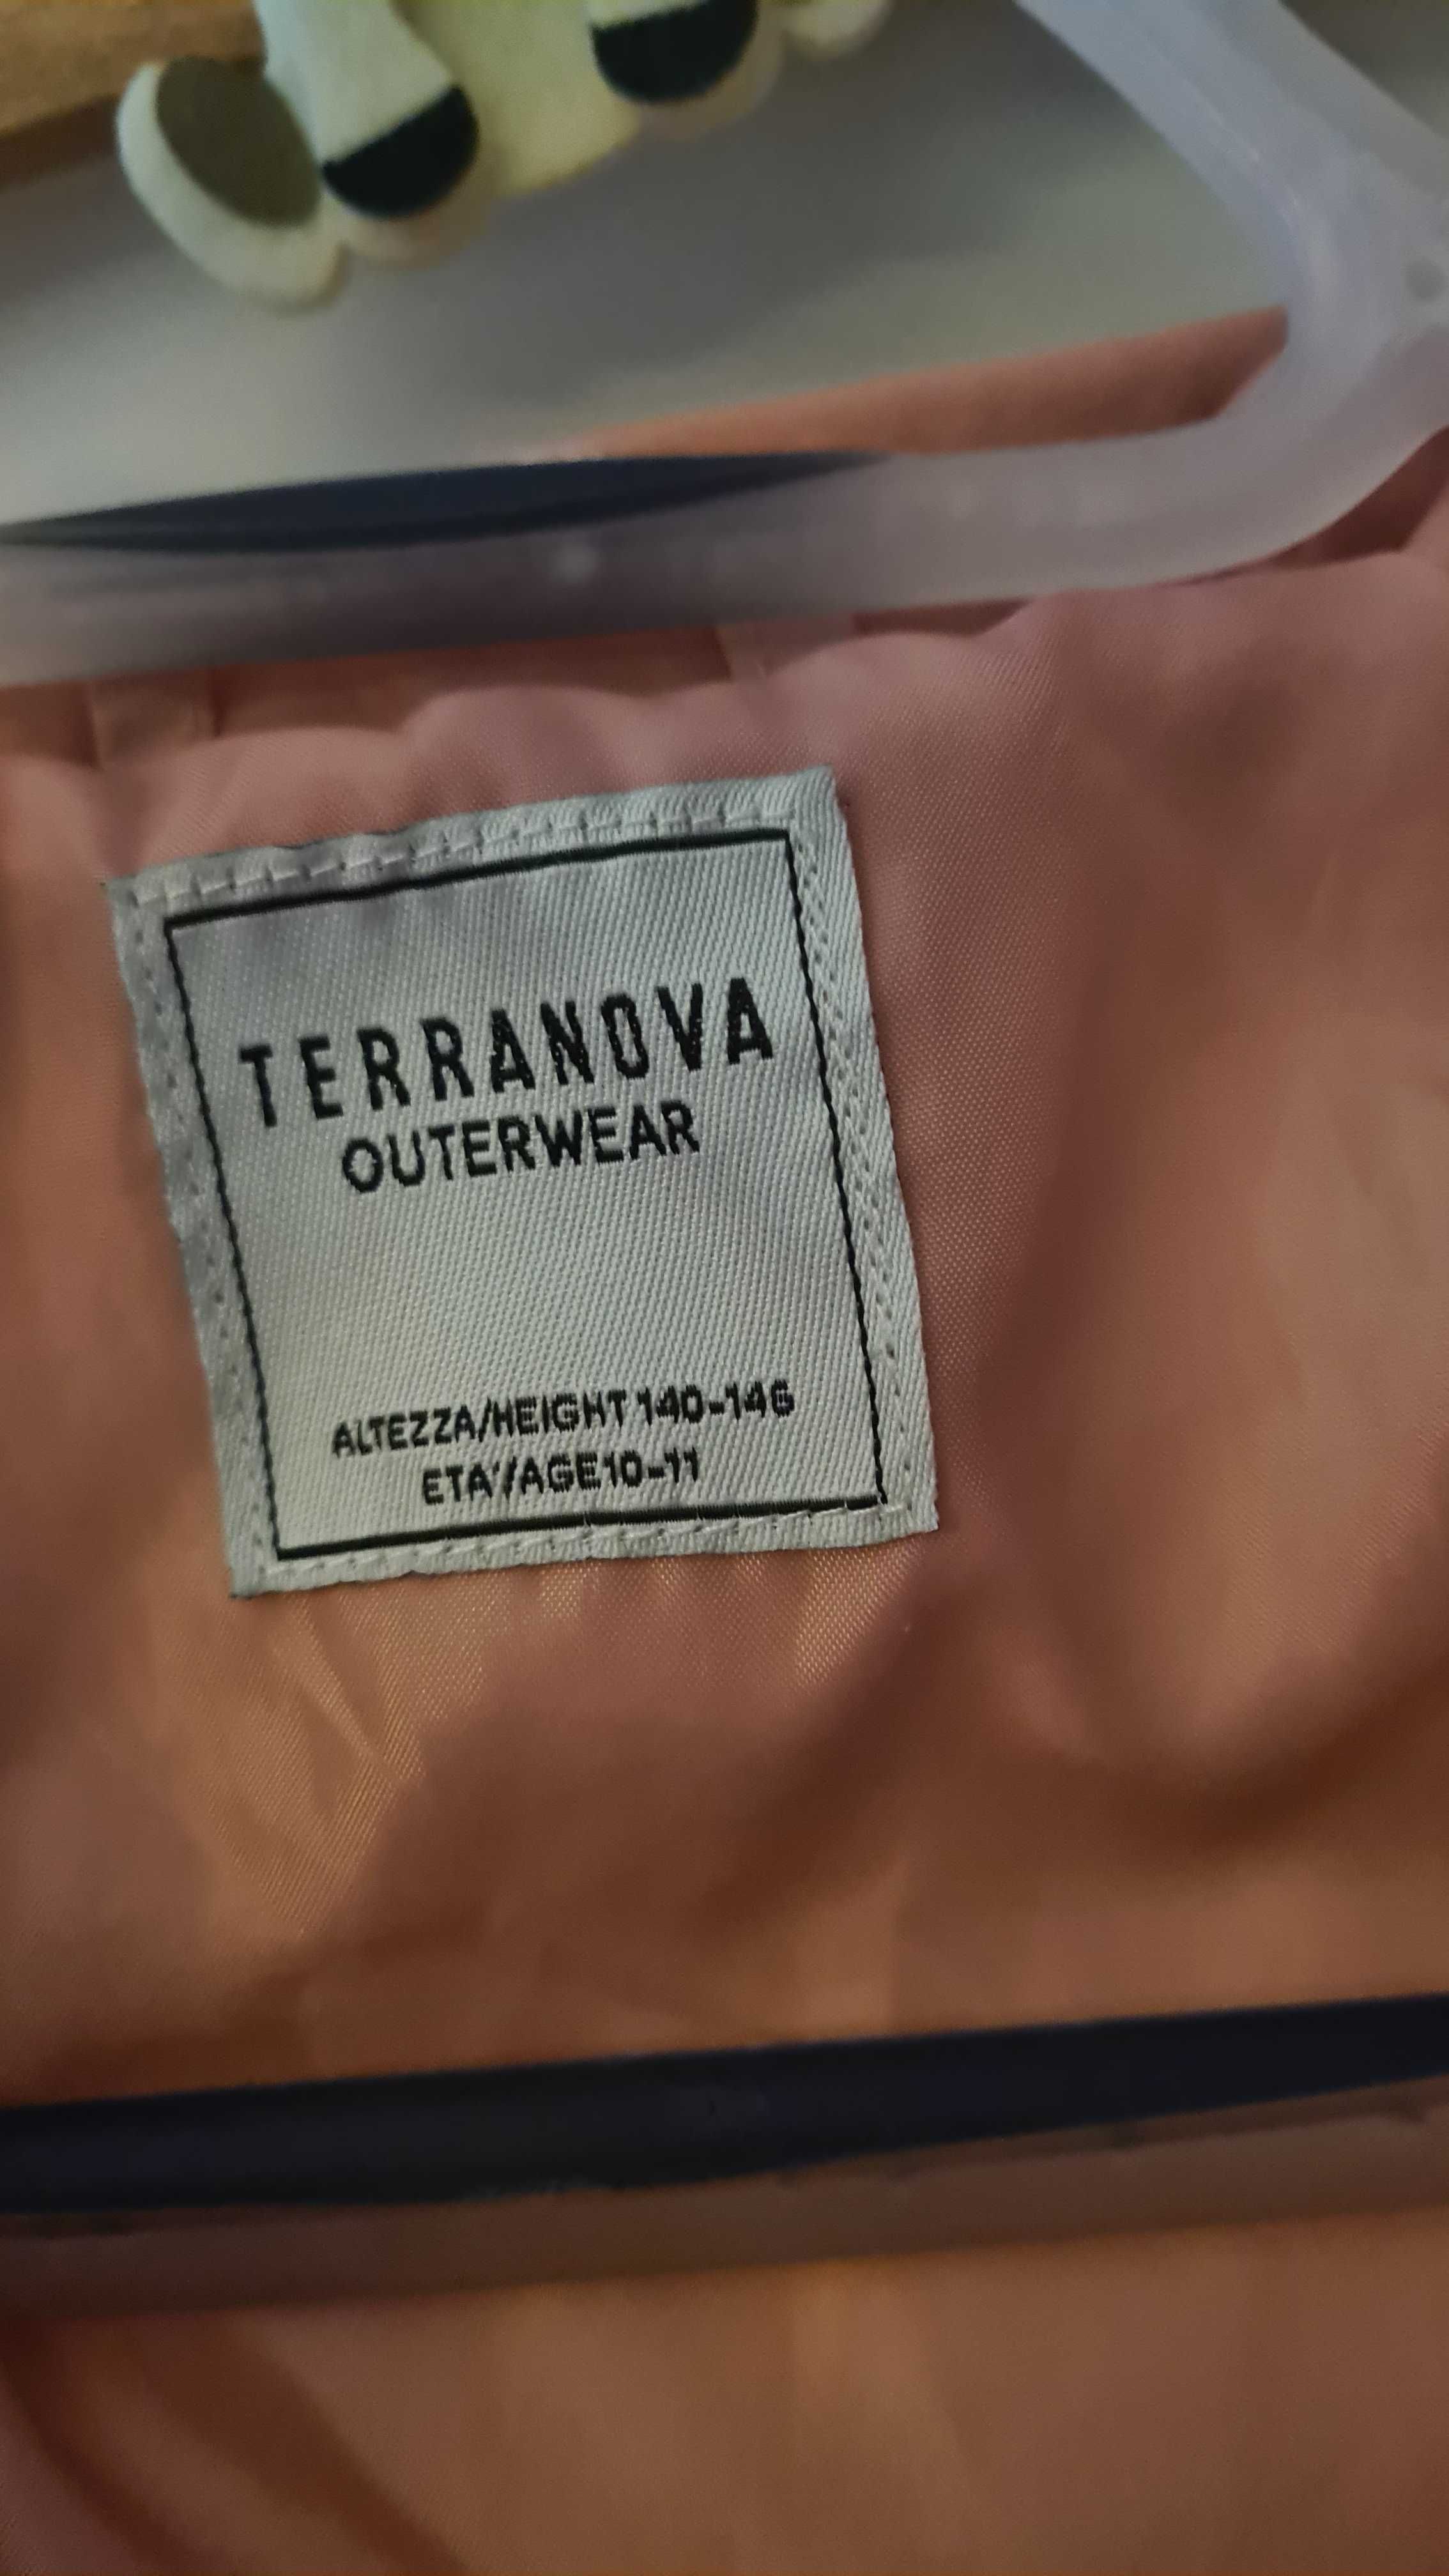 TERRANOVA
OUTERWEAR
ALTEZZA/HEIGHT 140-146
ETA'/AGE10-11